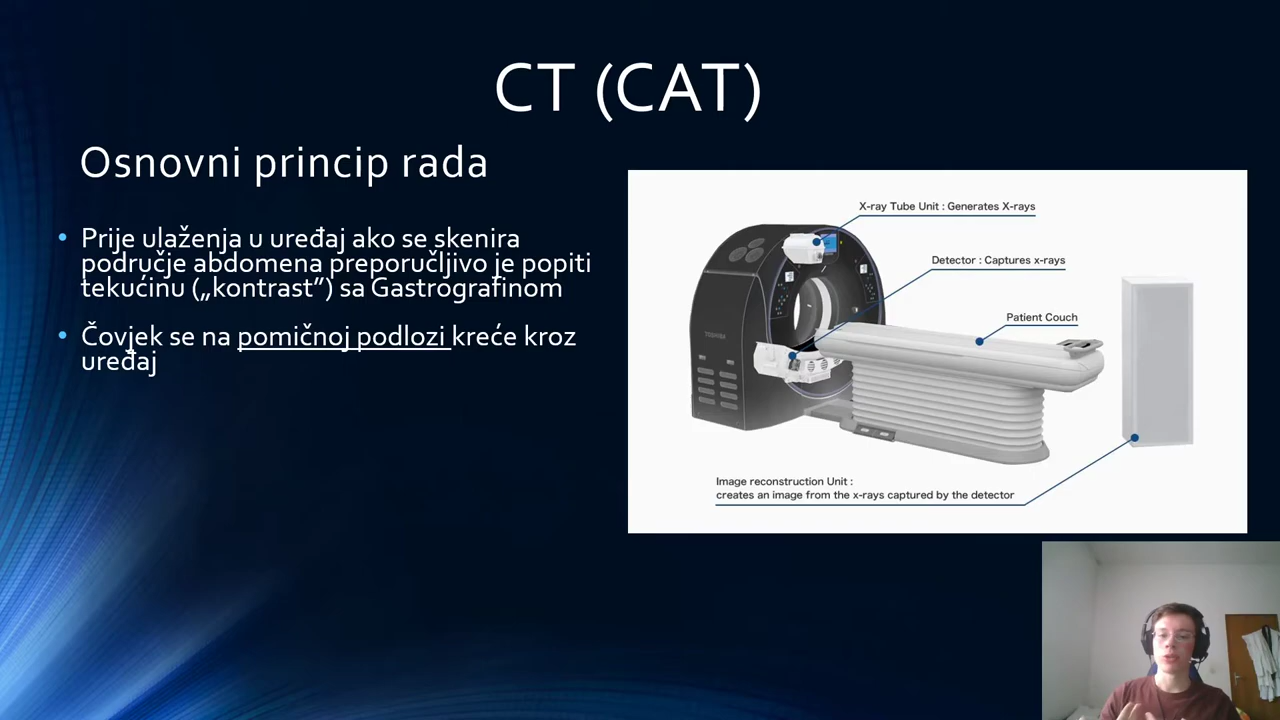 CT (CAT)
Osnovni princip rada
• Prije ulaženja u uređaj ako se skenira
područje abdomena preporučljivo je popiti
tekućinu („kontrast”) sa Gastrografinom
• Čovjek se na pomičnoj podlozi kreće kroz
uređaj
X-ray Tube Unit : Generates X-rays
Detector : Captures x-rays
Patient Couch
TOSHIBA
Image reconstruction Unit :
creates an image from the x-rays captured by the detector